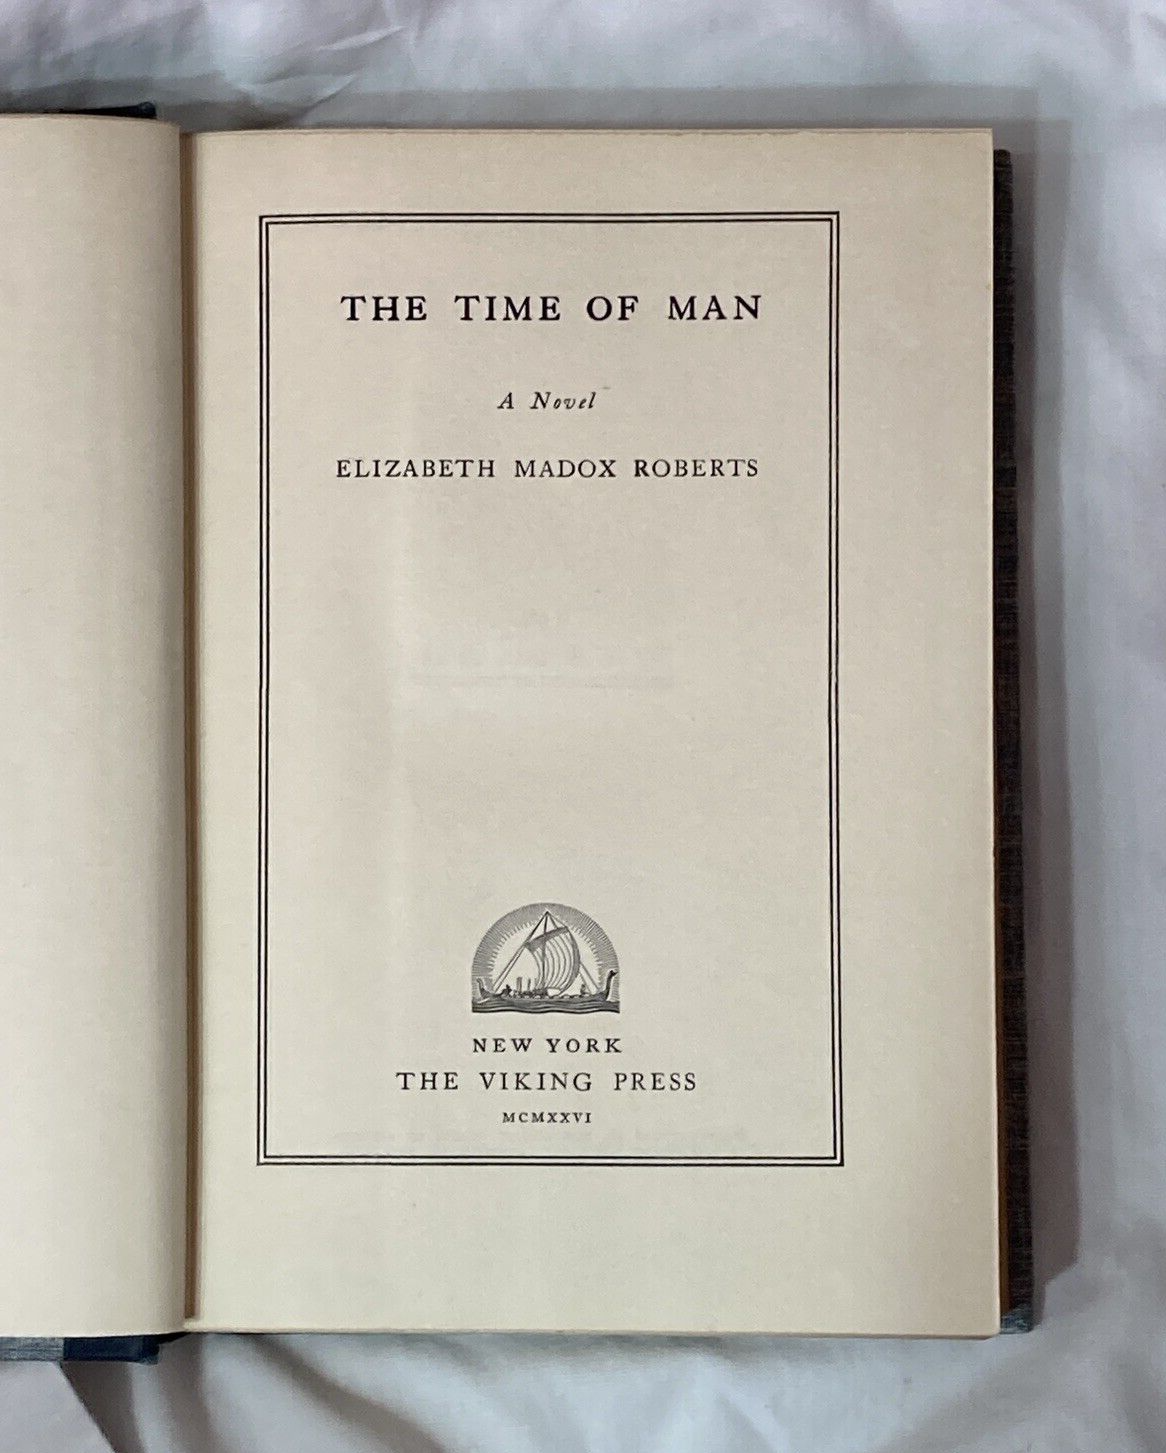 THE TIME OF MAN
A Novel
ELIZABETH MADOX ROBERTS
NEW YORK
THE VIKING PRESS
MCMXXVI